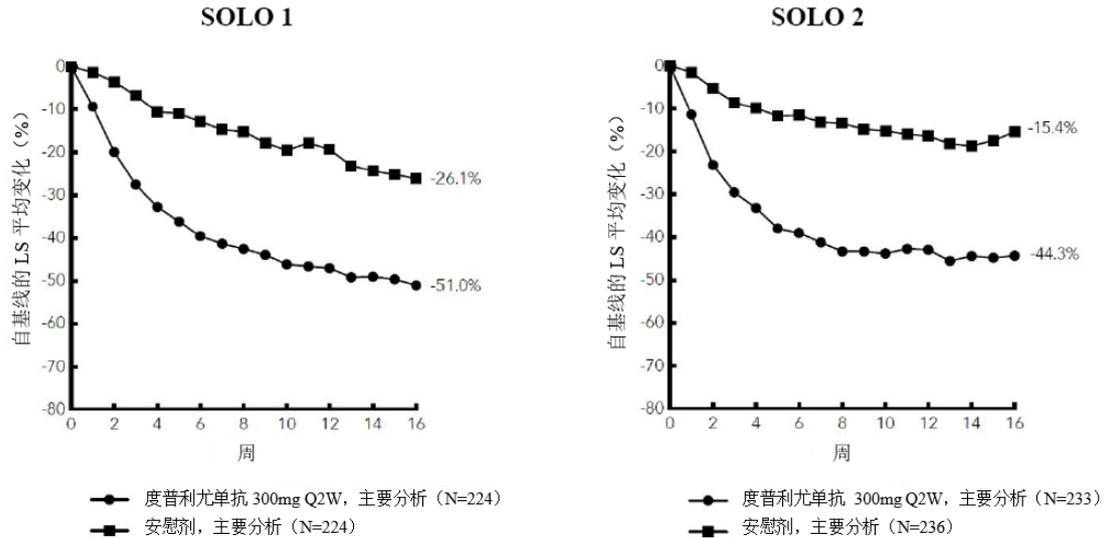 SOLO 1
自基线的 LS 平均变化（%）
0
-10
-20
-30
-40
-50
-60
-70
-80
-26.1%
-51.0%
0 2 4 6 8 10 12 14 16
周
度普利尤单抗 300mg Q2W，主要分析（N=224）
安慰剂，主要分析（N=224）
SOLO 2
自基线的 LS 平均变化（%）
0
-10
-20
-30
-40
-50
-60
-70
-80
-15.4%
-44.3%
0 2 4 6 8 10 12 14 16
周
度普利尤单抗 300mg Q2W，主要分析（N=233）
安慰剂，主要分析（N=236）